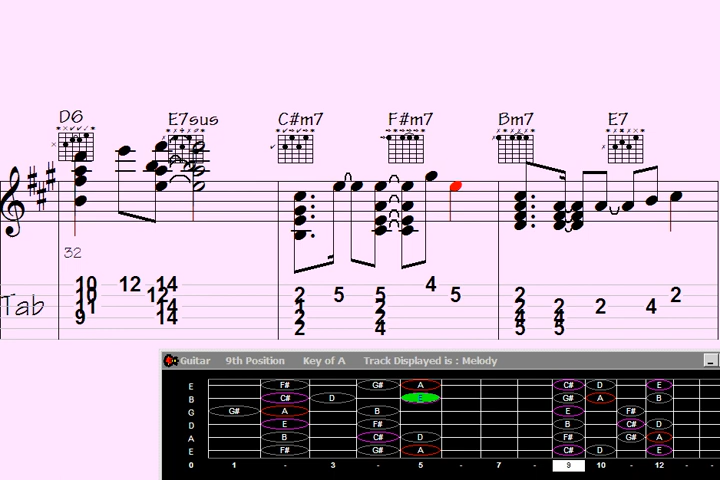 D6 E7sus C#m7 F#m7 Bm7 E7
32
10 12 14 4
10 12 2 5 1 5 2 2
11 14 1 2 2 2 2 4
9 14 2 2 4 4
2 4 5 5
Tab
Guitar 9th Position Key of A Track Displayed is : Melody
E F# G# A C# D E
B C# D E G# A B
G G# A B E F#
D E F# B C# D
A B C# D F# G# A
E F# G# A C# D E
0 1 - 3 - 5 - 7 - 9 10 - 12 - -